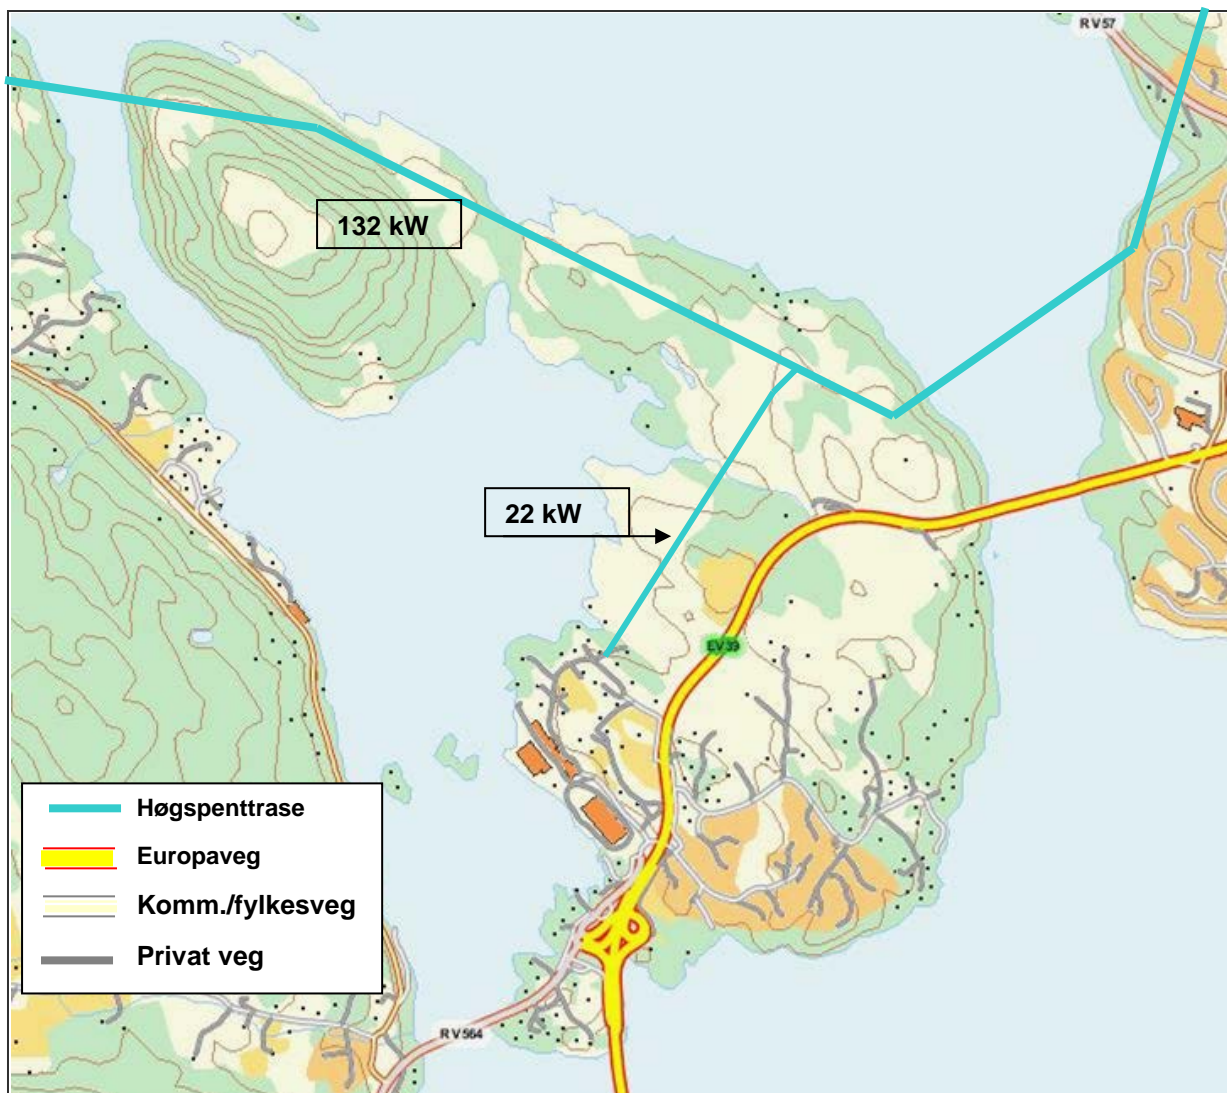 RV57
132 kW
22 kW
EV39
Høgspenttrase
Europaveg
Komm./fylkesveg
Privat veg
RV564